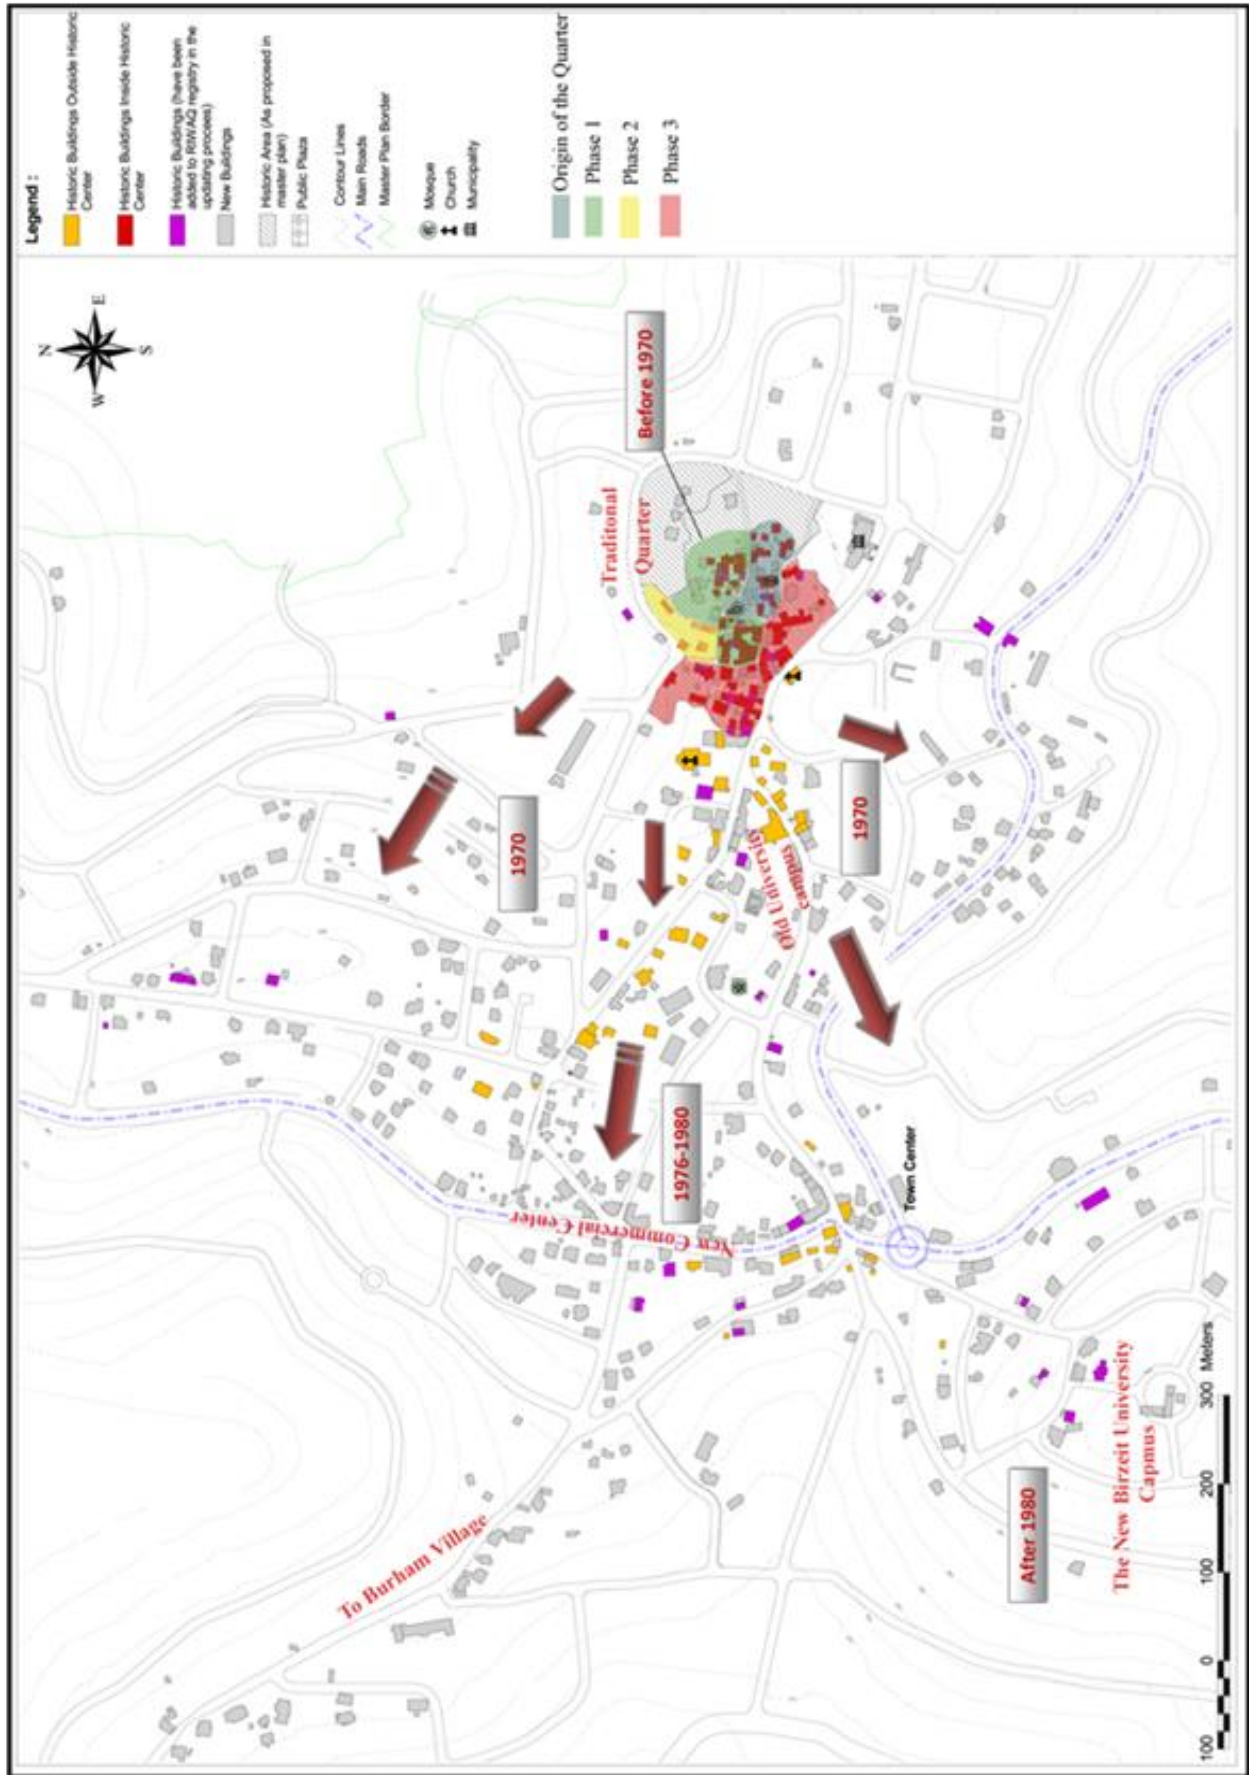 Legend :
Historic Buildings Outside Historic
Center
Historic Buildings Inside Historic
Center
Historic Buildings (have been
added to RIWAQ registry in the
updating procees)
New Buildings
Historic Area (As proposed in
master plan)
Public Plaza
Contour Lines
Main Roads
Master Plan Border
Mosque
Church
Municipality
Origin of the Quarter
Phase 1
Phase 2
Phase 3
N
E
S
W
Before 1970
Traditonal
Quarter
1970
1970
Old University
campus
1976-1980
New Commercial Center
Town Center
To Burham Village
After 1980
The New Birzeit University
Capmus
100 0 100 200 300 Meters